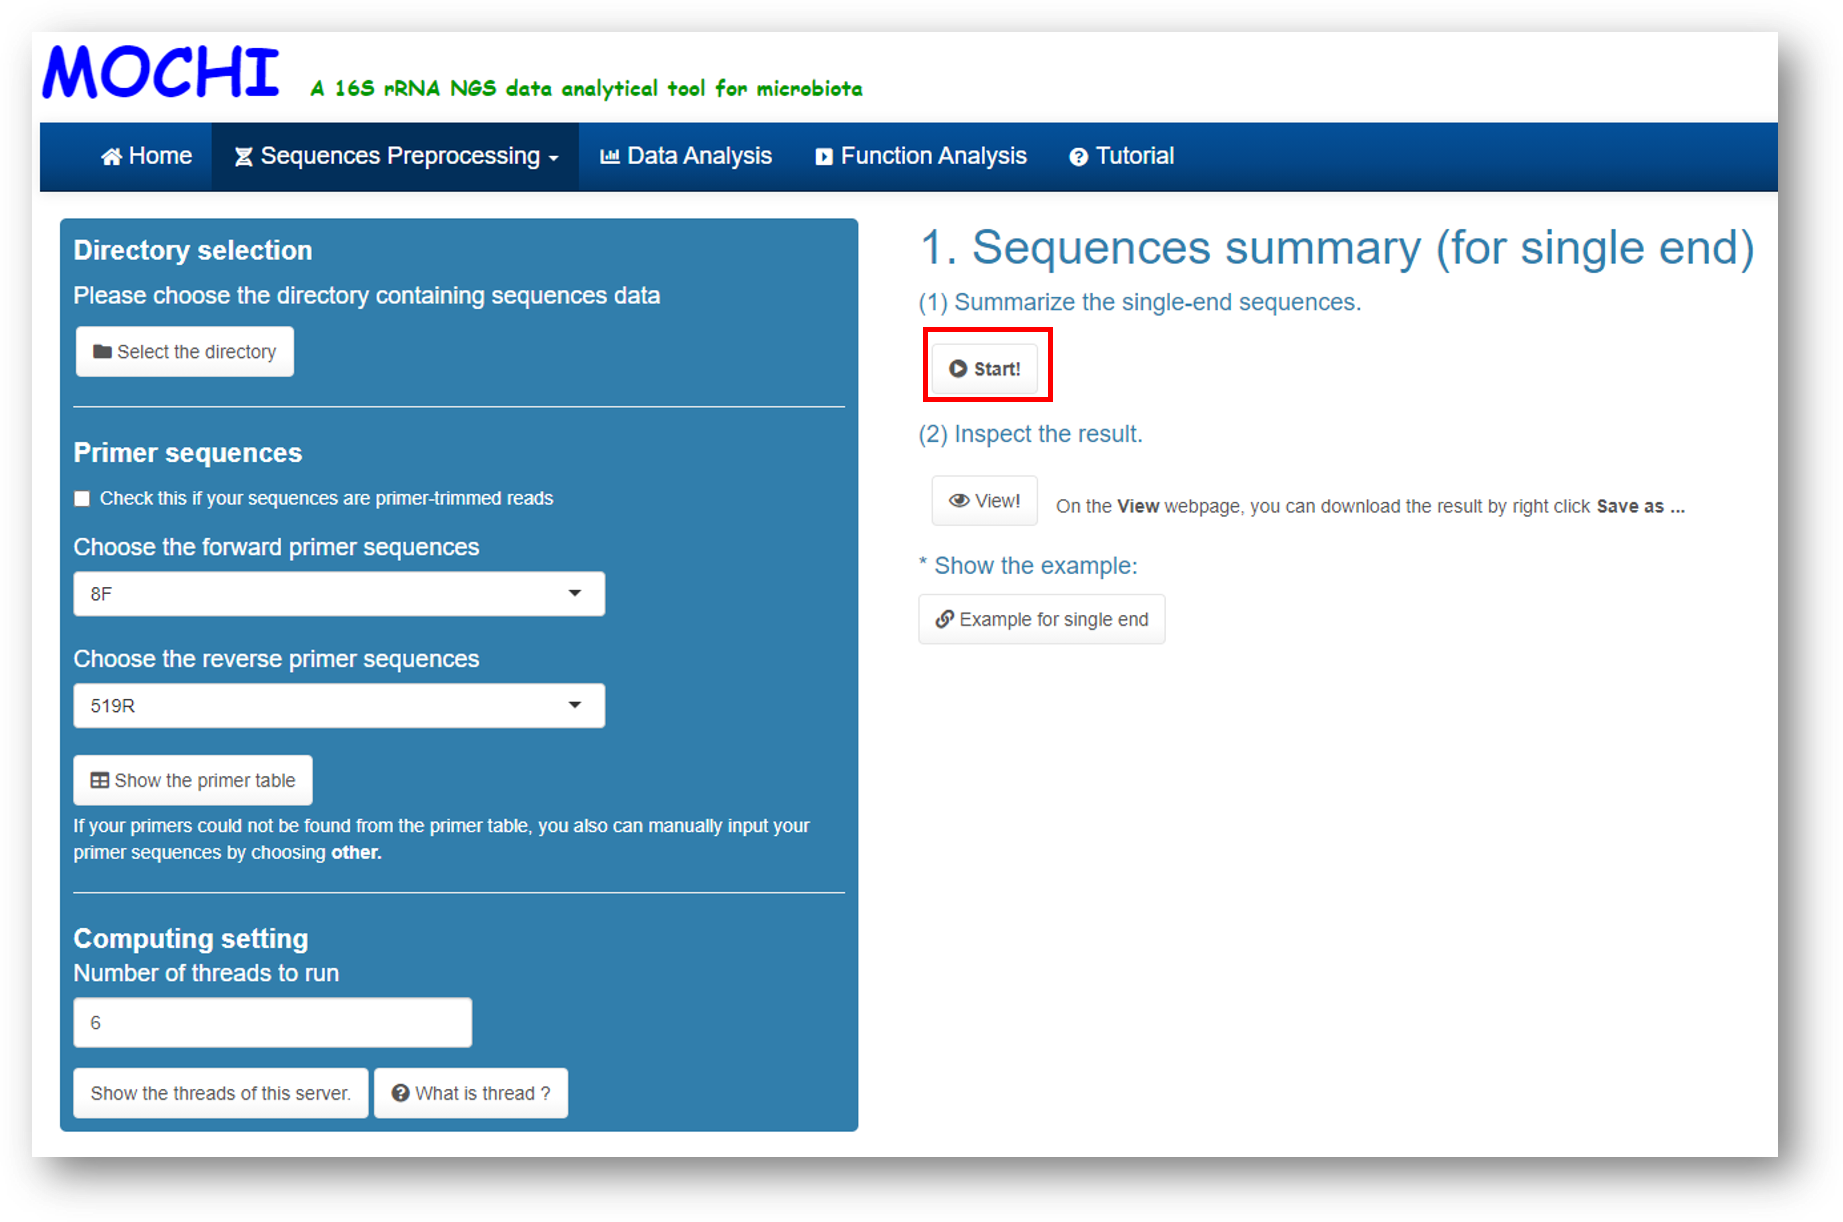 MOCHI A 16S rRNA NGS data analytical tool for microbiota
Home Sequences Preprocessing Data Analysis Function Analysis Tutorial
Directory selection
Please choose the directory containing sequences data
Select the directory
Primer sequences
Check this if your sequences are primer-trimmed reads
Choose the forward primer sequences
8F
Choose the reverse primer sequences
519R
Show the primer table
If your primers could not be found from the primer table, you also can manually input your
primer sequences by choosing other.
Computing setting
Number of threads to run
6
Show the threads of this server. What is thread ?
1. Sequences summary (for single end)
(1) Summarize the single-end sequences.
Start!
(2) Inspect the result.
View! On the View webpage, you can download the result by right click Save as ...
* Show the example:
Example for single end